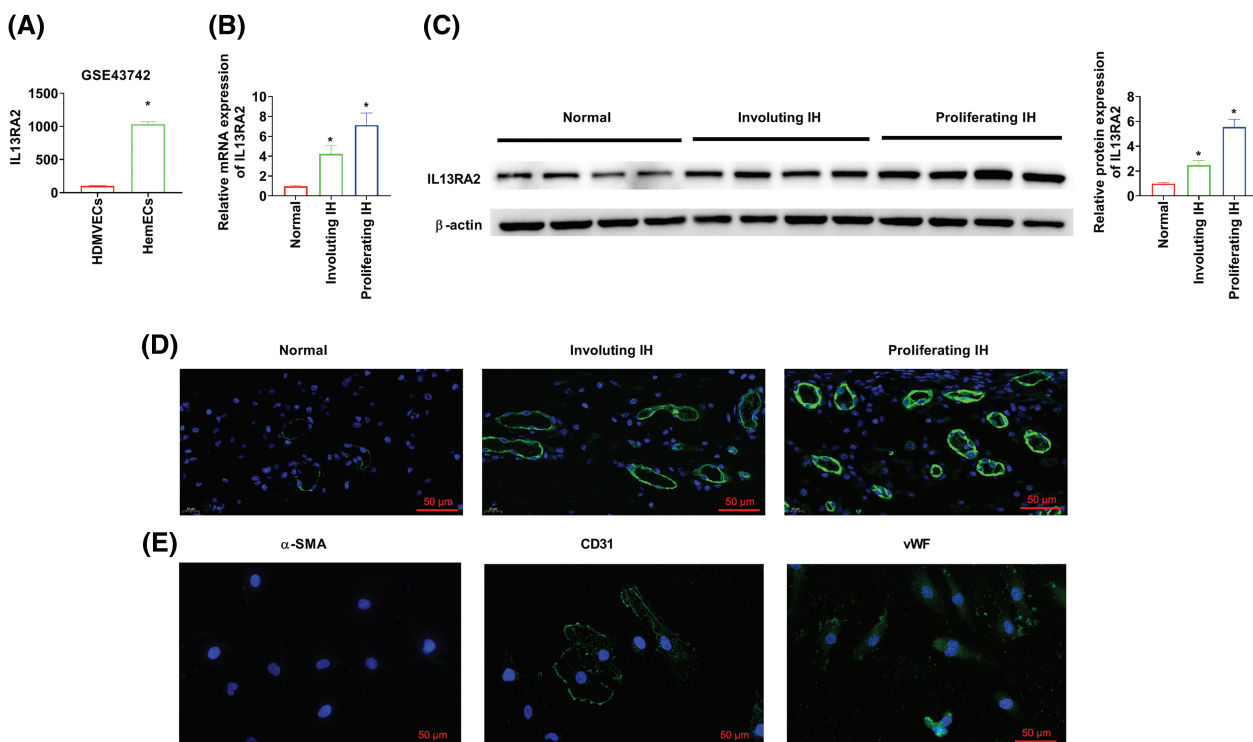 (A)
GSE43742
IL13RA2
1500
1000
500
0
*
HDMVECs
HemECs
(B)
Relative mRNA expression
of IL13RA2
10
8
6
4
2
0
*
*
Normal
Involuting IH
Proliferating IH
(C)
Normal
Involuting IH
Proliferating IH
IL13RA2
β-actin
Relative protein expression
of IL13RA2
8
6
4
2
0
*
*
Normal
Involuting IH
Proliferating IH
(D)
Normal
Involuting IH
Proliferating IH
50 μm
50 μm
50 μm
(E)
α-SMA
CD31
vWF
50 μm
50 μm
50 μm